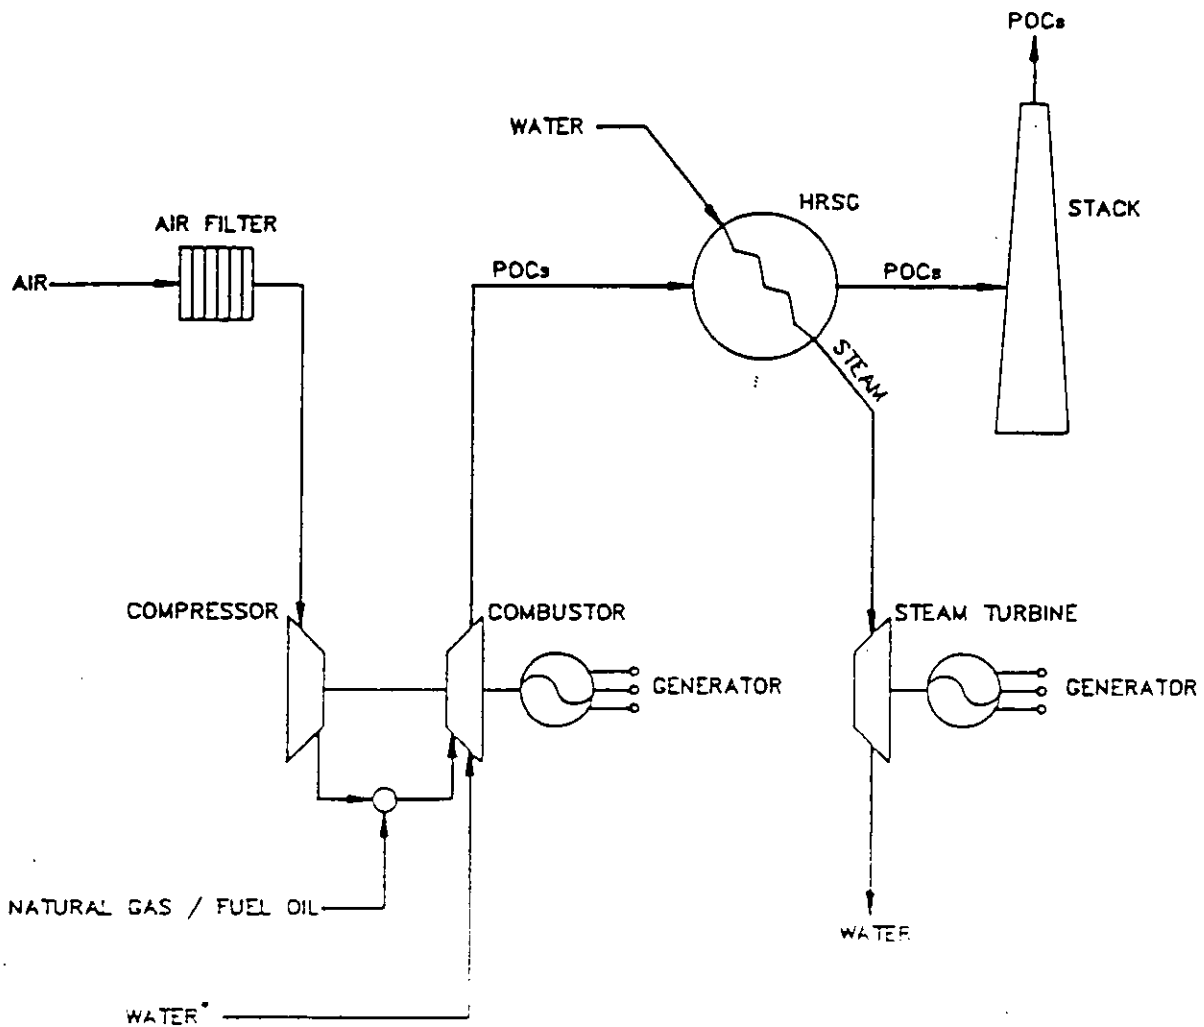 POCs
WATER
HRSG
STACK
AIR FILTER
AIR
POCs
POCs
STEAM
COMPRESSOR
COMBUSTOR
STEAM TURBINE
GENERATOR
GENERATOR
NATURAL GAS / FUEL OIL
WATER
WATER*